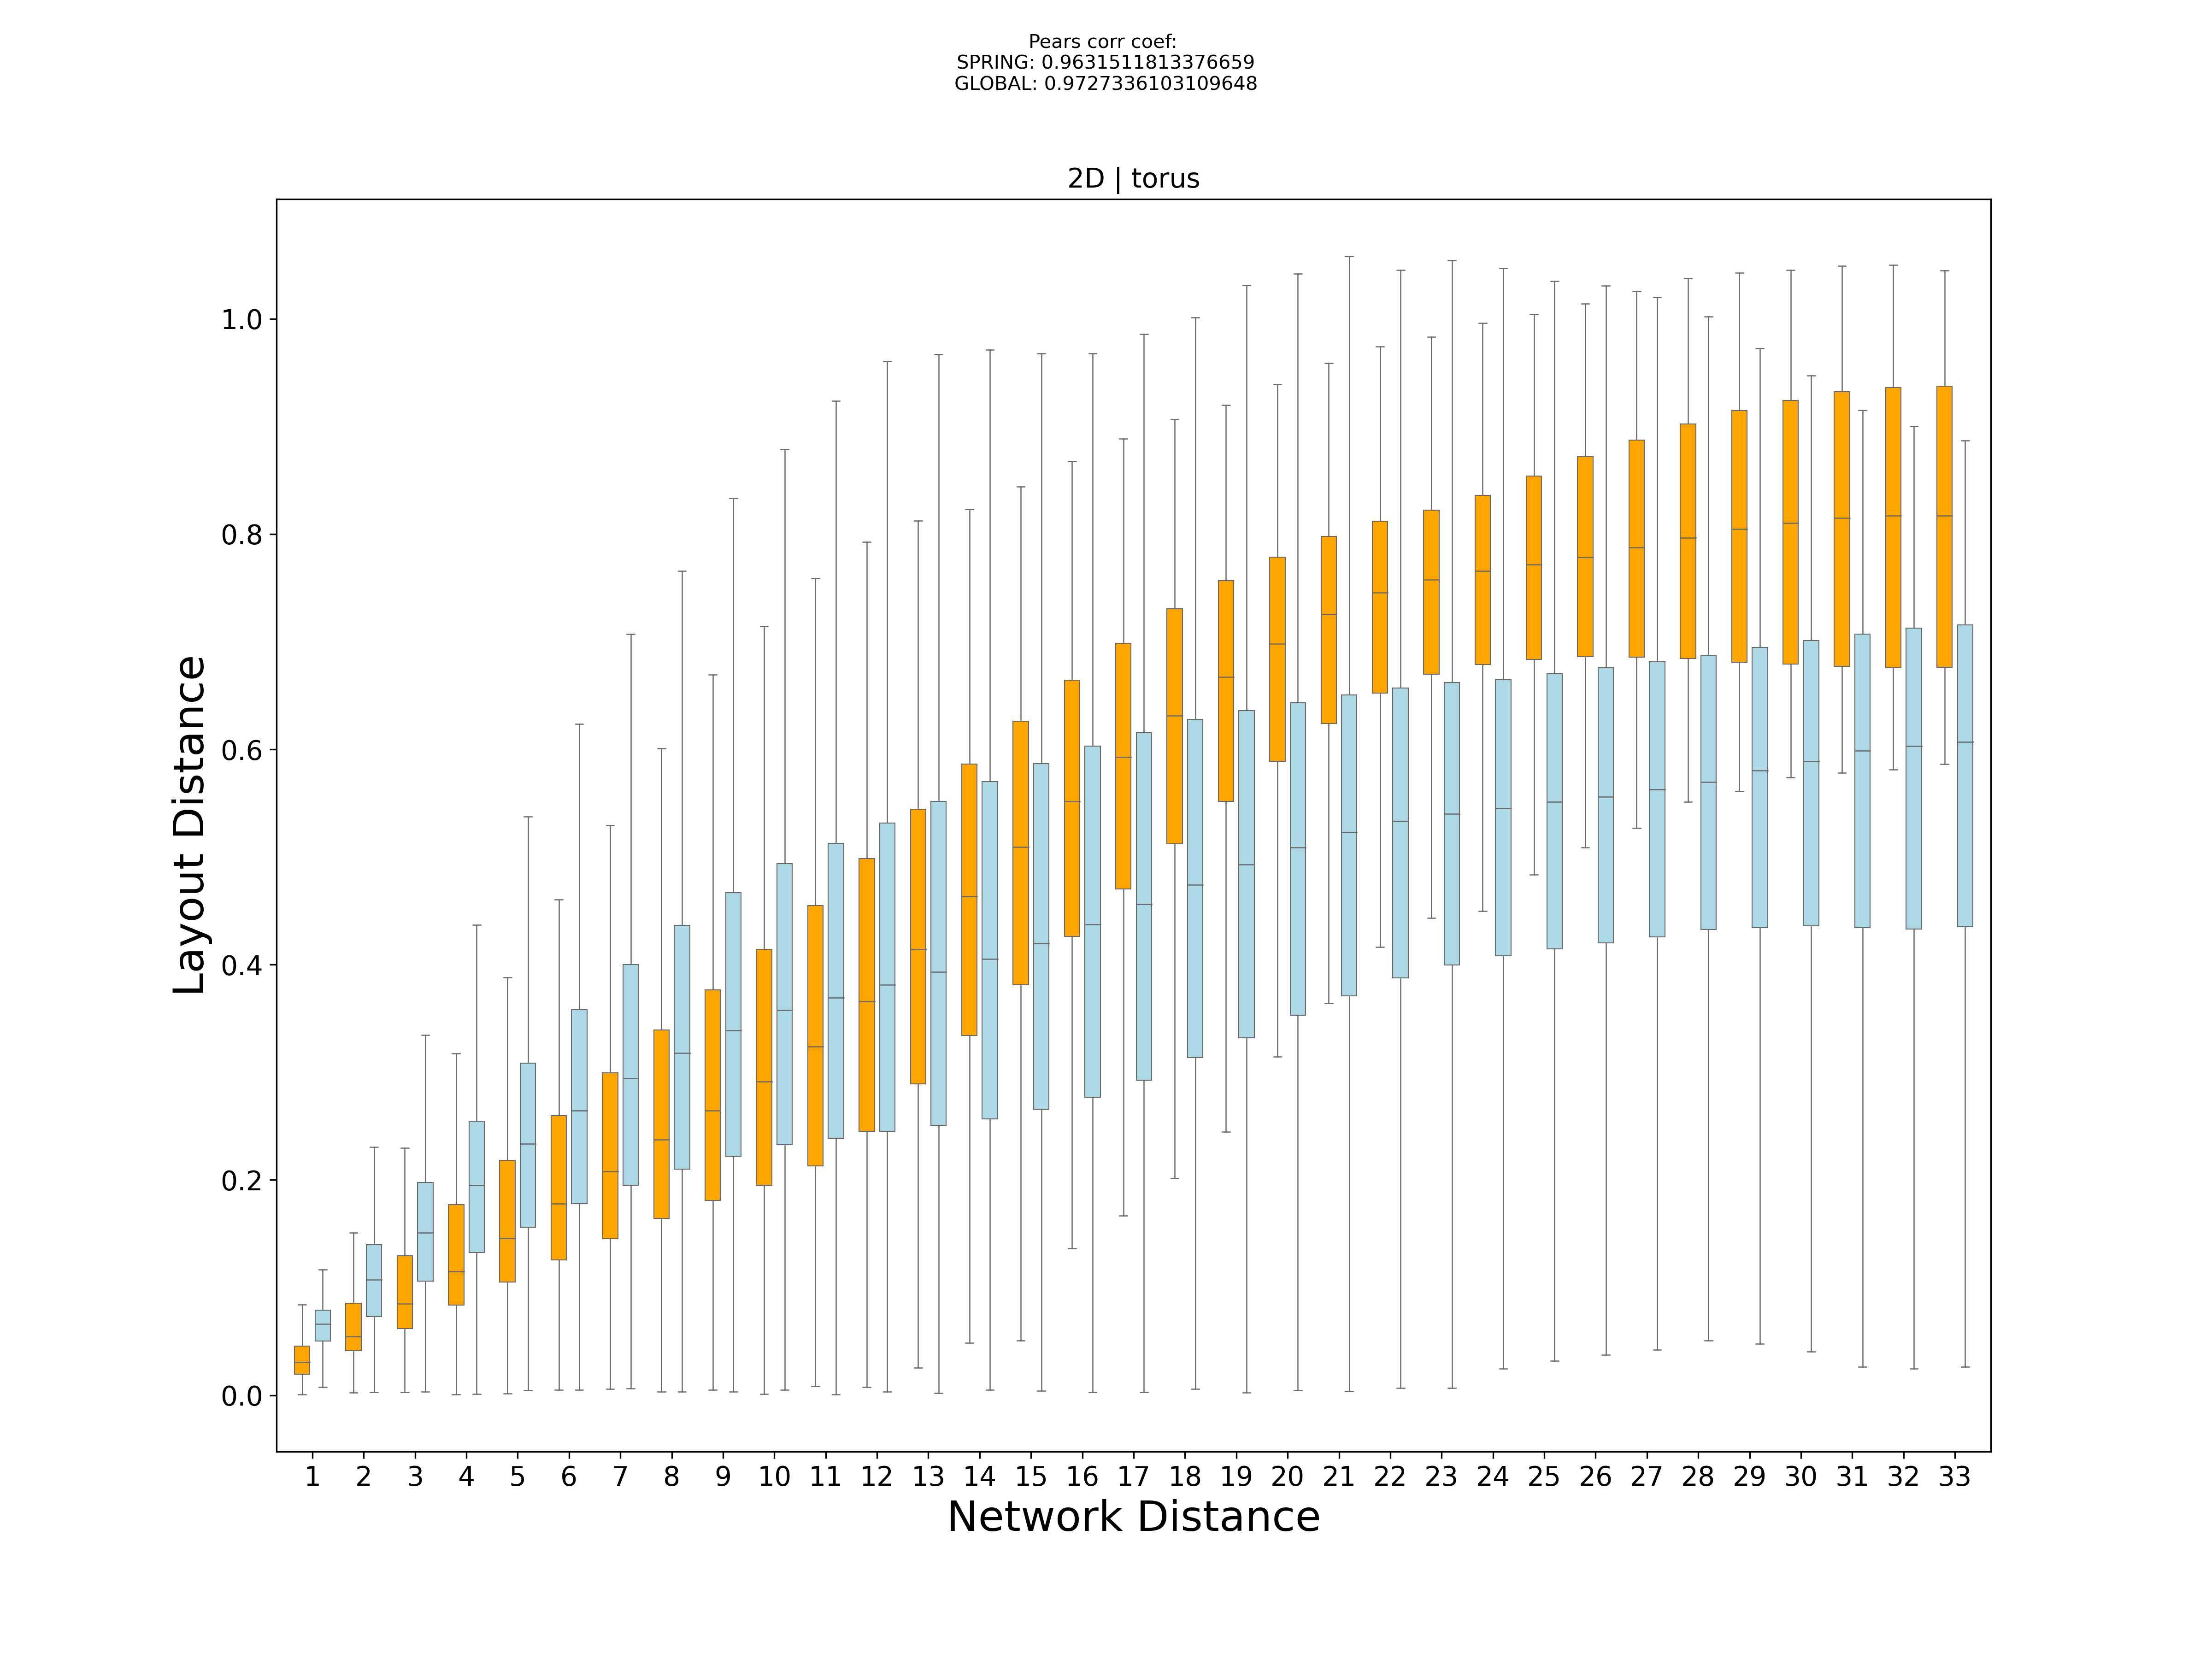 Pears corr coef:
SPRING: 0.9631511813376659
GLOBAL: 0.9727336103109648
2D | torus
Layout Distance
1.0
0.8
0.6
0.4
0.2
0.0
1 2 3 4 5 6 7 8 9 10 11 12 13 14 15 16 17 18 19 20 21 22 23 24 25 26 27 28 29 30 31 32 33
Network Distance